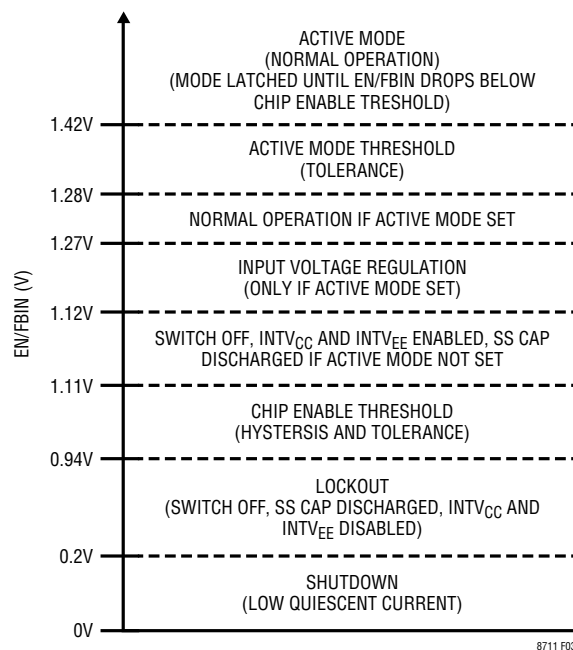 ACTIVE MODE
(NORMAL OPERATION)
(MODE LATCHED UNTIL EN/FBIN DROPS BELOW
CHIP ENABLE TRESHOLD)
1.42V
ACTIVE MODE THRESHOLD
(TOLERANCE)
1.28V
NORMAL OPERATION IF ACTIVE MODE SET
1.27V
INPUT VOLTAGE REGULATION
(ONLY IF ACTIVE MODE SET)
EN/FBIN (V)
1.12V
SWITCH OFF, INTVCC AND INTVEE ENABLED, SS CAP
DISCHARGED IF ACTIVE MODE NOT SET
1.11V
CHIP ENABLE THRESHOLD
(HYSTERSIS AND TOLERANCE)
0.94V
LOCKOUT
(SWITCH OFF, SS CAP DISCHARGED, INTVCC AND
INTVEE DISABLED)
0.2V
SHUTDOWN
(LOW QUIESCENT CURRENT)
0V
8711 F03